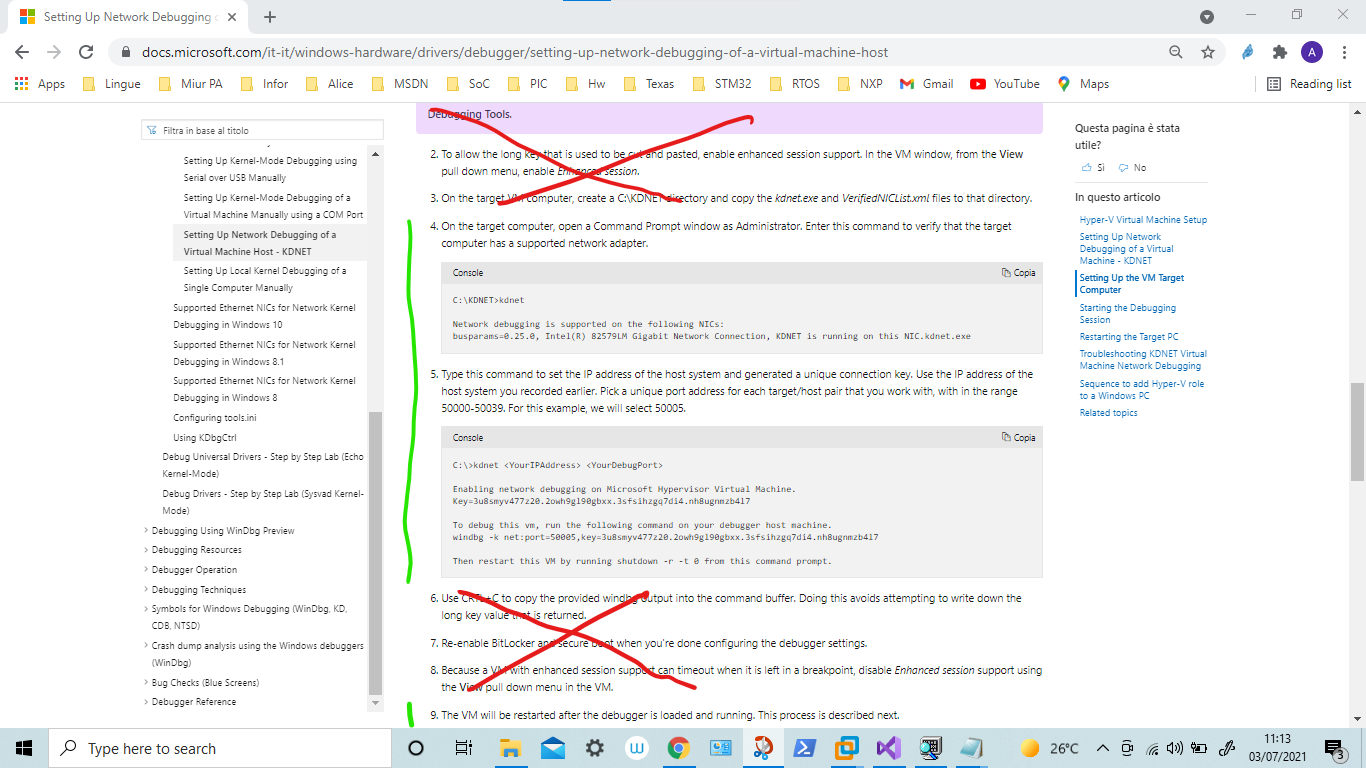 Setting Up Network Debugging o
docs.microsoft.com/it-it/windows-hardware/drivers/debugger/setting-up-network-debugging-of-a-virtual-machine-host
A
Apps Lingue Miur PA Infor Alice MSDN SoC PIC Hw Texas STM32 RTOS NXP Gmail YouTube Maps Reading list
Filtra in base al titolo
Setting Up Kernel-Mode Debugging using
Serial over USB Manually
Setting Up Kernel-Mode Debugging of a
Virtual Machine Manually using a COM Port
Setting Up Network Debugging of a
Virtual Machine Host - KDNET
Setting Up Local Kernel Debugging of a
Single Computer Manually
Supported Ethernet NICs for Network Kernel
Debugging in Windows 10
Supported Ethernet NICs for Network Kernel
Debugging in Windows 8.1
Supported Ethernet NICs for Network Kernel
Debugging in Windows 8
Configuring tools.ini
Using KDbgCtrl
Debug Universal Drivers - Step by Step Lab (Echo
Kernel-Mode)
Debug Drivers - Step by Step Lab (Sysvad Kernel-
Mode)
Debugging Using WinDbg Preview
Debugging Resources
Debugger Operation
Debugging Techniques
Symbols for Windows Debugging (WinDbg, KD,
CDB, NTSD)
Crash dump analysis using the Windows debuggers
(WinDbg)
Bug Checks (Blue Screens)
Debugger Reference
Debugging Tools.
2. To allow the long key that is used to be cut and pasted, enable enhanced session support. In the VM window, from the View
pull down menu, enable Enhanced session.
3. On the target VM computer, create a C:\KDNET directory and copy the kdnet.exe and VerifiedNICList.xml files to that directory.
4. On the target computer, open a Command Prompt window as Administrator. Enter this command to verify that the target
computer has a supported network adapter.
Console Copia
C:\KDNET>kdnet
Network debugging is supported on the following NICs:
busparams=0.25.0, Intel(R) 82579LM Gigabit Network Connection, KDNET is running on this NIC.kdnet.exe
5. Type this command to set the IP address of the host system and generated a unique connection key. Use the IP address of the
host system you recorded earlier. Pick a unique port address for each target/host pair that you work with, with in the range
50000-50039. For this example, we will select 50005.
Console Copia
C:\>kdnet <YourIPAddress> <YourDebugPort>
Enabling network debugging on Microsoft Hypervisor Virtual Machine.
Key=3u8smyv477z20.2owh9gl90gbxx.3sfsihzgq7di4.nh8ugnmzb4l7
To debug this vm, run the following command on your debugger host machine.
windbg -k net:port=50005,key=3u8smyv477z20.2owh9gl90gbxx.3sfsihzgq7di4.nh8ugnmzb4l7
Then restart this VM by running shutdown -r -t 0 from this command prompt.
6. Use CRTL+C to copy the provided windbg output into the command buffer. Doing this avoids attempting to write down the
long key value that is returned.
7. Re-enable BitLocker and secure boot when you're done configuring the debugger settings.
8. Because a VM with enhanced session support can timeout when it is left in a breakpoint, disable Enhanced session support using
the View pull down menu in the VM.
9. The VM will be restarted after the debugger is loaded and running. This process is described next.
Questa pagina è stata
utile?
Sì No
In questo articolo
Hyper-V Virtual Machine Setup
Setting Up Network
Debugging of a Virtual
Machine - KDNET
Setting Up the VM Target
Computer
Starting the Debugging
Session
Restarting the Target PC
Troubleshooting KDNET Virtual
Machine Network Debugging
Sequence to add Hyper-V role
to a Windows PC
Related topics
Type here to search
26°C
11:13
03/07/2021
3